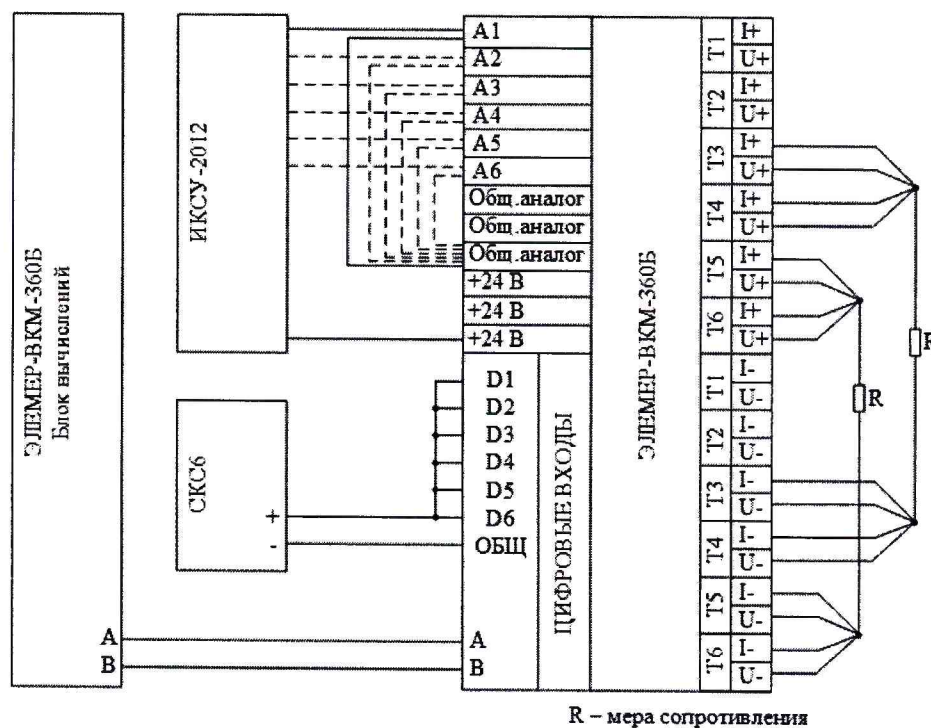 ЭЛЕМЕР-ВКМ-360Б
Блок вычислений
A
B
ИКСУ-2012
СКС6
+
-
A1
A2
A3
A4
A5
A6
Общ.аналог
Общ.аналог
Общ.аналог
+24 В
+24 В
+24 В
D1
D2
D3
D4
D5
D6
ОБЩ
A
B
ЦИФРОВЫЕ ВХОДЫ
ЭЛЕМЕР-ВКМ-360Б
T1
I+
U+
T2
I+
U+
T3
I+
U+
T4
I+
U+
T5
I+
U+
T6
I+
U+
T1
I-
U-
T2
I-
U-
T3
I-
U-
T4
I-
U-
T5
I-
U-
T6
I-
U-
R
R
R – мера сопротивления